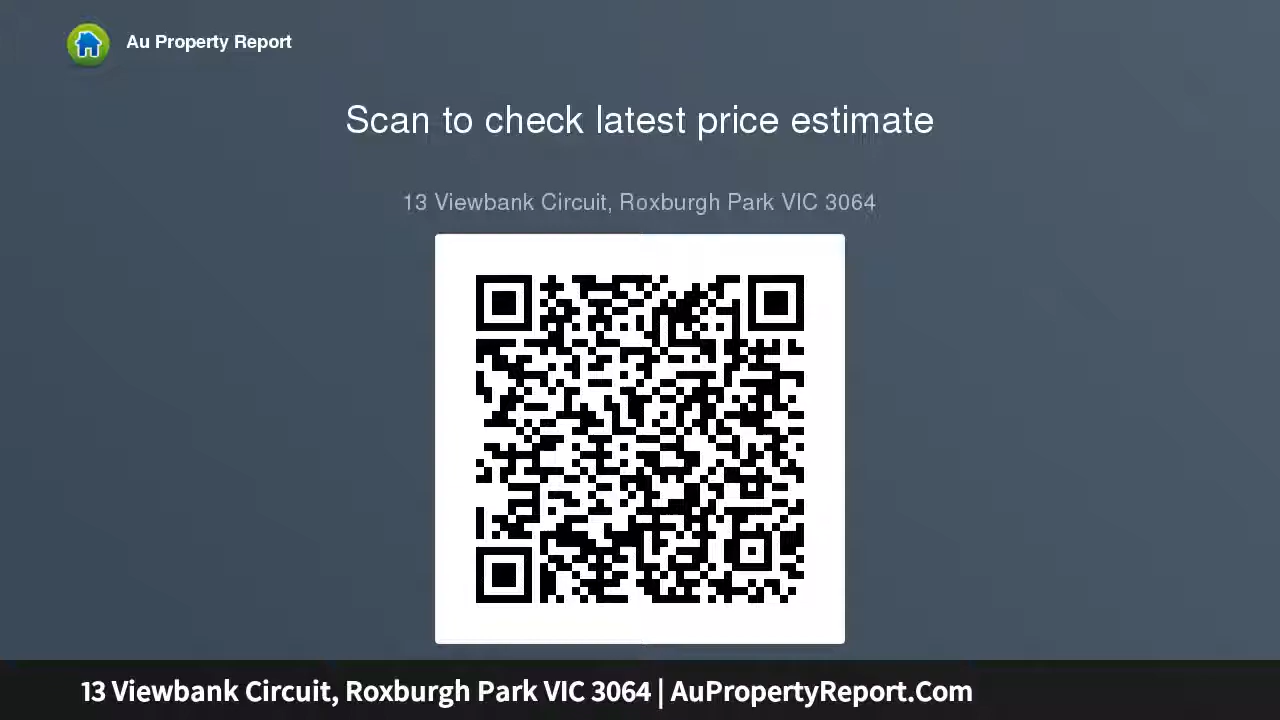 Au Property Report
Scan to check latest price estimate
13 Viewbank Circuit, Roxburgh Park VIC 3064
13 Viewbank Circuit, Roxburgh Park VIC 3064 | AuPropertyReport.Com